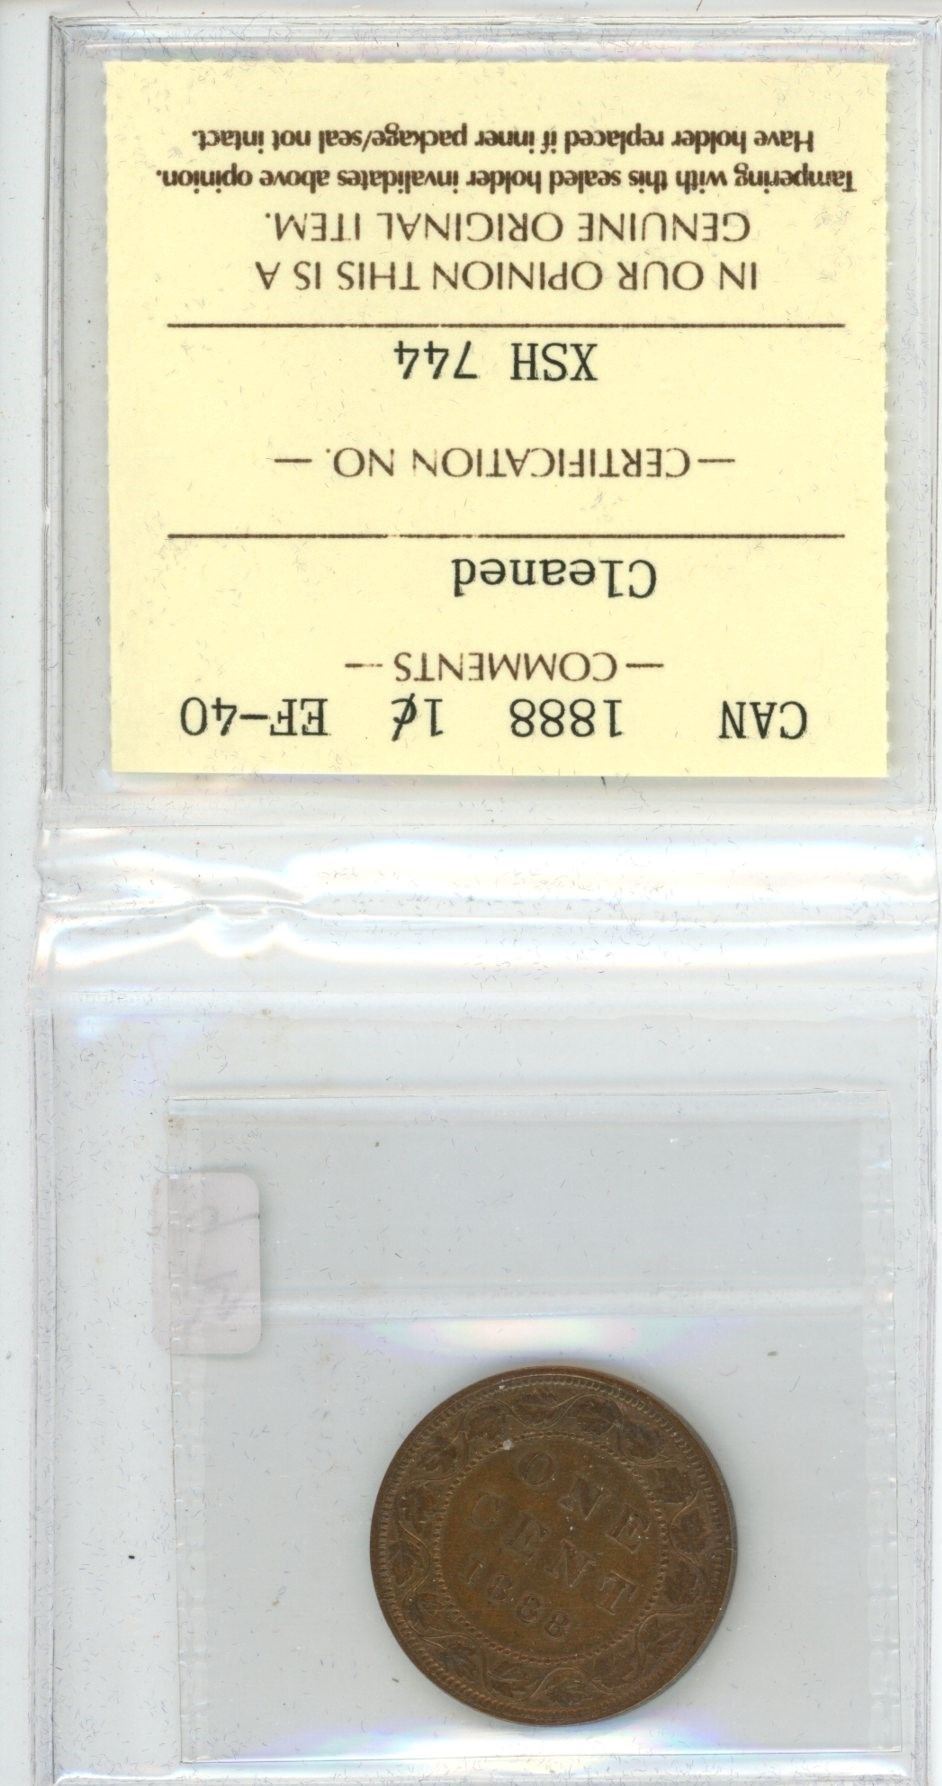 CAN 1888 1¢ EF-40
— COMMENTS —
Cleaned
— CERTIFICATION NO. —
XSH 744
IN OUR OPINION THIS IS A
GENUINE ORIGINAL ITEM.
Tampering with this sealed holder invalidates above opinion.
Have holder replaced if inner package/seal not intact.
ONE
CENT
1888